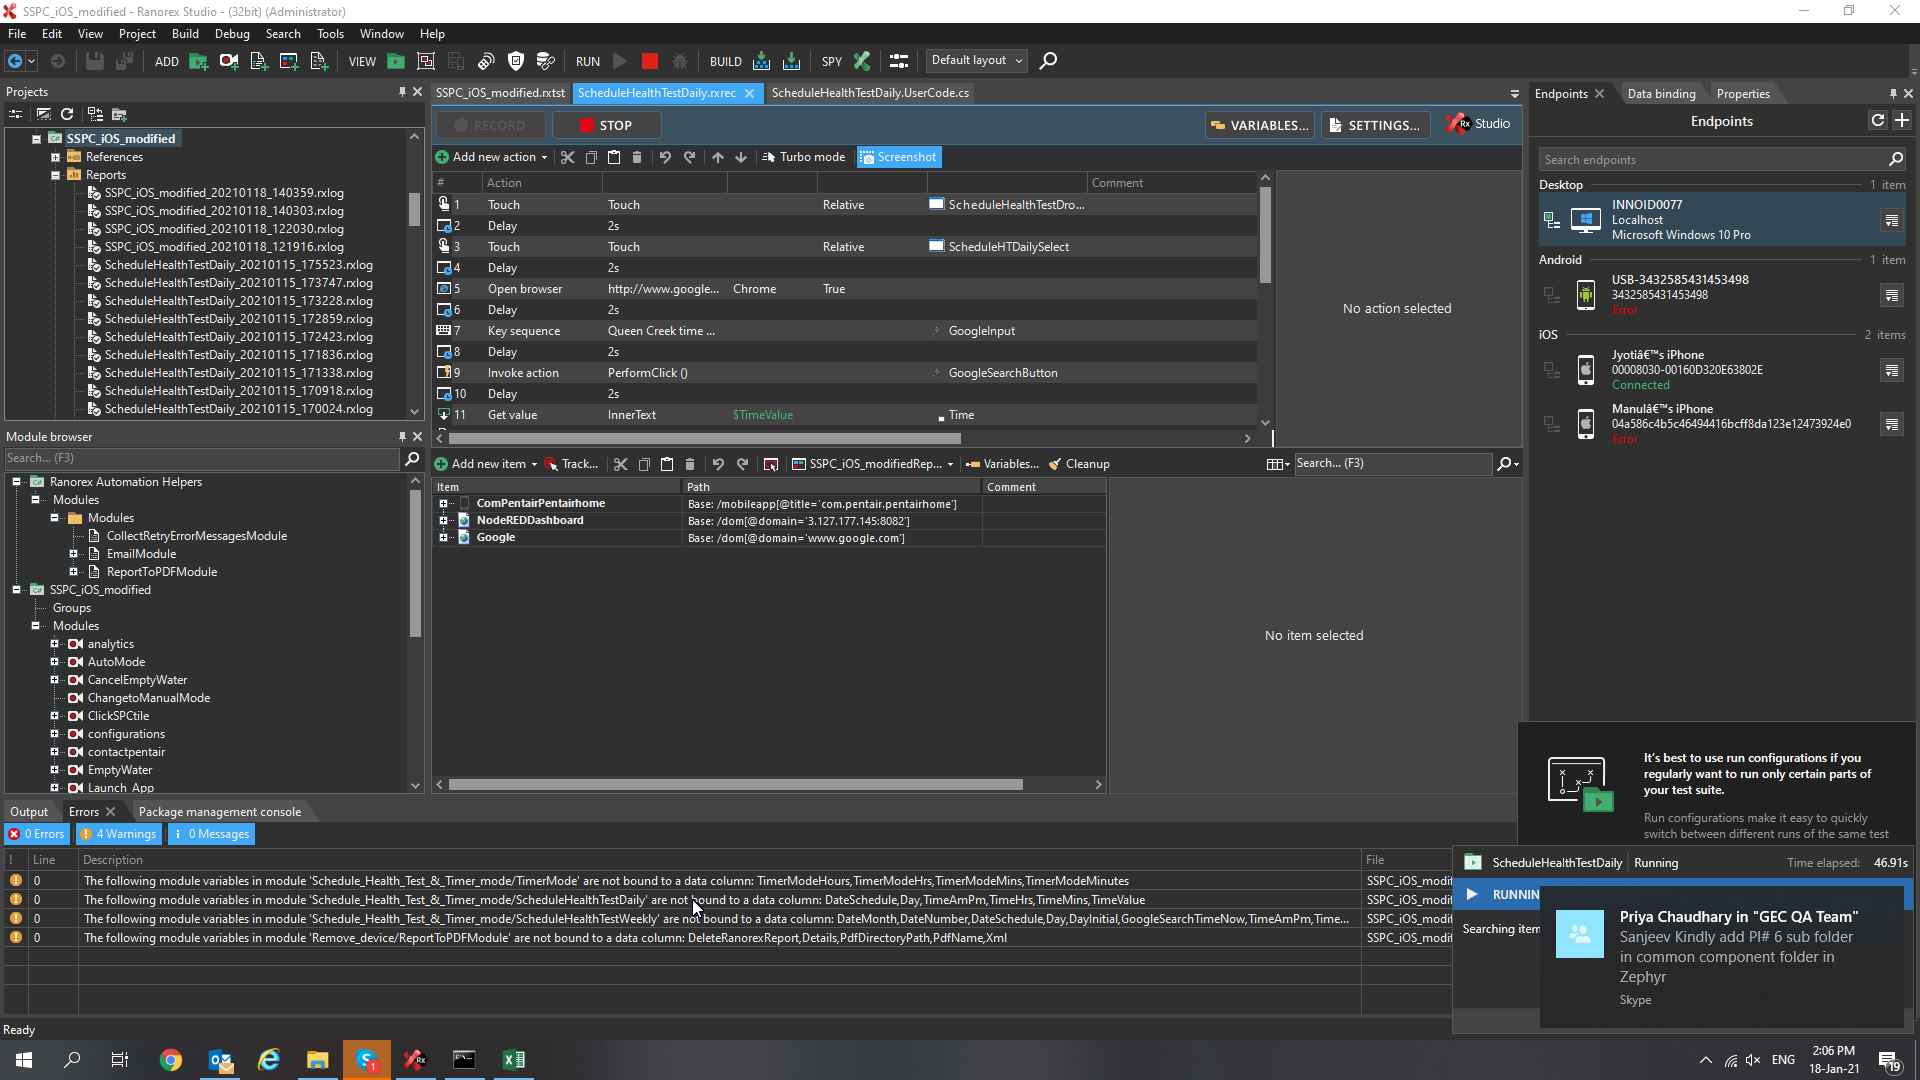 SSPC_iOS_modified - Ranorex Studio - (32bit) (Administrator)
File Edit View Project Build Debug Search Tools Window Help
ADD VIEW RUN BUILD SPY Default layout
Projects
SSPC_iOS_modified
References
Reports
SSPC_iOS_modified_20210118_140359.rxlog
SSPC_iOS_modified_20210118_140303.rxlog
SSPC_iOS_modified_20210118_122030.rxlog
SSPC_iOS_modified_20210118_121916.rxlog
ScheduleHealthTestDaily_20210115_175523.rxlog
ScheduleHealthTestDaily_20210115_173747.rxlog
ScheduleHealthTestDaily_20210115_173228.rxlog
ScheduleHealthTestDaily_20210115_172859.rxlog
ScheduleHealthTestDaily_20210115_172423.rxlog
ScheduleHealthTestDaily_20210115_171836.rxlog
ScheduleHealthTestDaily_20210115_171338.rxlog
ScheduleHealthTestDaily_20210115_170918.rxlog
ScheduleHealthTestDaily_20210115_170024.rxlog
Module browser
Search... (F3)
Ranorex Automation Helpers
Modules
Modules
CollectRetryErrorMessagesModule
EmailModule
ReportToPDFModule
SSPC_iOS_modified
Groups
Modules
analytics
AutoMode
CancelEmptyWater
ChangetoManualMode
ClickSPCtile
configurations
contactpentair
EmptyWater
Launch_App
SSPC_iOS_modified.rxtst ScheduleHealthTestDaily.rxrec ScheduleHealthTestDaily.UserCode.cs
RECORD STOP VARIABLES... SETTINGS... Rx Studio
Add new action Turbo mode Screenshot
# Action Comment
1 Touch Touch Relative ScheduleHealthTestDro...
2 Delay 2s
3 Touch Touch Relative ScheduleHTDailySelect
4 Delay 2s
5 Open browser http://www.google... Chrome True
6 Delay 2s
7 Key sequence Queen Creek time ... GoogleInput
8 Delay 2s
9 Invoke action PerformClick () GoogleSearchButton
10 Delay 2s
11 Get value InnerText $TimeValue Time
No action selected
Add new item Track... SSPC_iOS_modifiedRep... Variables... Cleanup Search... (F3)
Item Path Comment
ComPentairPentairhome Base: /mobileapp[@title='com.pentair.pentairhome']
NodeREDDashboard Base: /dom[@domain='3.127.177.145:8082']
Google Base: /dom[@domain='www.google.com']
No item selected
Endpoints Data binding Properties
Endpoints
Search endpoints
Desktop 1 item
INNOID0077
Localhost
Microsoft Windows 10 Pro
Android 1 item
USB-3432585431453498
3432585431453498
Error
iOS 2 items
Jyotiâ€™s iPhone
00008030-00160D320E63802E
Connected
Manulâ€™s iPhone
04a586c4b5c46494416bcff8da123e12473924e0
Error
It's best to use run configurations if you
regularly want to run only certain parts of
your test suite.
Run configurations make it easy to quickly
switch between different runs of the same test
Output Errors Package management console
0 Errors 4 Warnings 0 Messages
! Line Description File
0 The following module variables in module 'Schedule_Health_Test_&_Timer_mode/TimerMode' are not bound to a data column: TimerModeHours,TimerModeHrs,TimerModeMins,TimerModeMinutes SSPC_iOS_modif
0 The following module variables in module 'Schedule_Health_Test_&_Timer_mode/ScheduleHealthTestDaily' are not bound to a data column: DateSchedule,Day,TimeAmPm,TimeHrs,TimeMins,TimeValue SSPC_iOS_modif
0 The following module variables in module 'Schedule_Health_Test_&_Timer_mode/ScheduleHealthTestWeekly' are not bound to a data column: DateMonth,DateNumber,DateSchedule,Day,DayInitial,GoogleSearchTimeNow,TimeAmPm,Time... SSPC_iOS_modif
0 The following module variables in module 'Remove_device/ReportToPDFModule' are not bound to a data column: DeleteRanorexReport,Details,PdfDirectoryPath,PdfName,Xml SSPC_iOS_modif
ScheduleHealthTestDaily Running Time elapsed: 46.91s
RUNNIN
Searching item
Priya Chaudhary in "GEC QA Team"
Sanjeev Kindly add PI# 6 sub folder
in common component folder in
Zephyr
Skype
Ready
ENG 2:06 PM
18-Jan-21
19